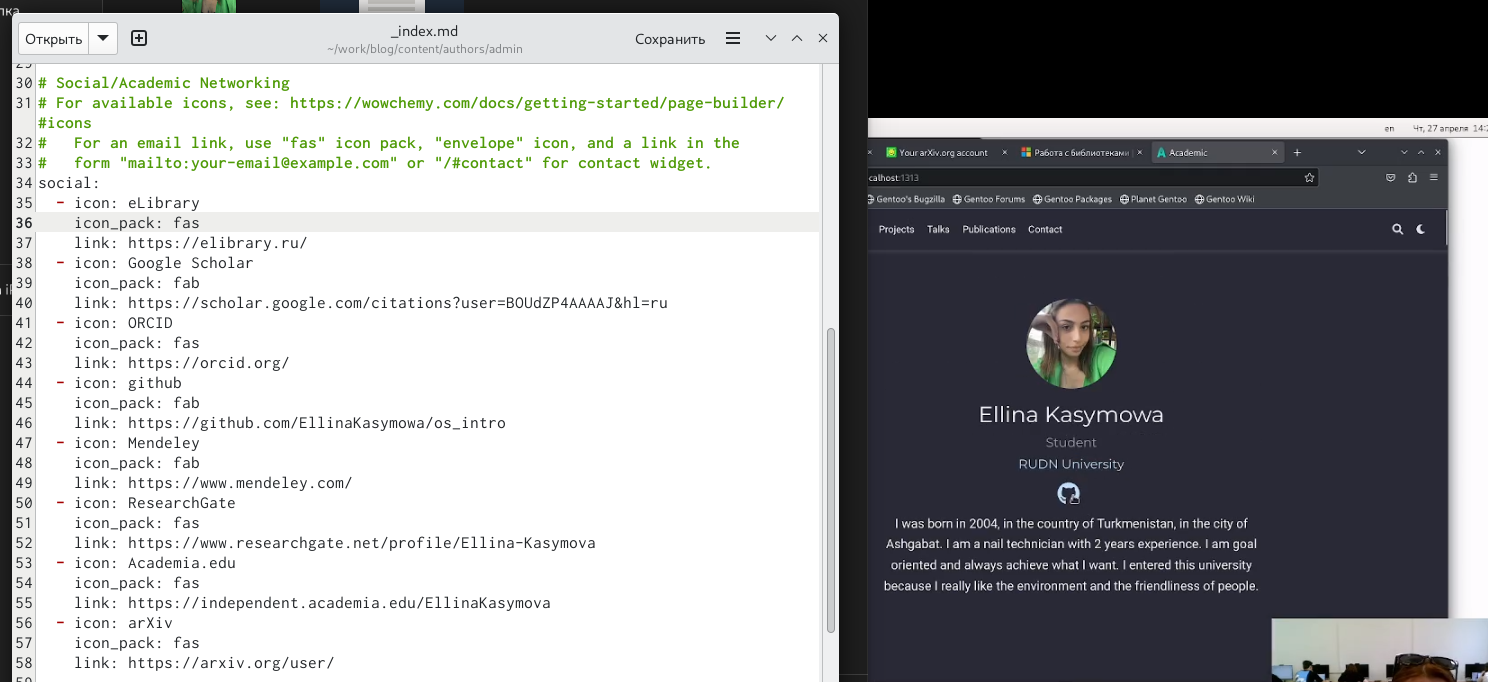 лка
Открыть
_index.md
~/work/blog/content/authors/admin
Сохранить
29
30 # Social/Academic Networking
31 # For available icons, see: https://wowchemy.com/docs/getting-started/page-builder/
#icons
32 #   For an email link, use "fas" icon pack, "envelope" icon, and a link in the
33 #   form "mailto:your-email@example.com" or "/#contact" for contact widget.
34 social:
35   - icon: eLibrary
36     icon_pack: fas
37     link: https://elibrary.ru/
38   - icon: Google Scholar
39     icon_pack: fab
40     link: https://scholar.google.com/citations?user=BOUdZP4AAAAJ&hl=ru
41   - icon: ORCID
42     icon_pack: fas
43     link: https://orcid.org/
44   - icon: github
45     icon_pack: fab
46     link: https://github.com/EllinaKasymowa/os_intro
47   - icon: Mendeley
48     icon_pack: fab
49     link: https://www.mendeley.com/
50   - icon: ResearchGate
51     icon_pack: fas
52     link: https://www.researchgate.net/profile/Ellina-Kasymova
53   - icon: Academia.edu
54     icon_pack: fas
55     link: https://independent.academia.edu/EllinaKasymova
56   - icon: arXiv
57     icon_pack: fas
58     link: https://arxiv.org/user/
en Чт, 27 апреля 14:
Your arXiv.org account
Работа с библиотеками
Academic
calhost:1313
Gentoo's Bugzilla Gentoo Forums Gentoo Packages Planet Gentoo Gentoo Wiki
Projects Talks Publications Contact
Ellina Kasymowa
Student
RUDN University
I was born in 2004, in the country of Turkmenistan, in the city of
Ashgabat. I am a nail technician with 2 years experience. I am goal
oriented and always achieve what I want. I entered this university
because I really like the environment and the friendliness of people.